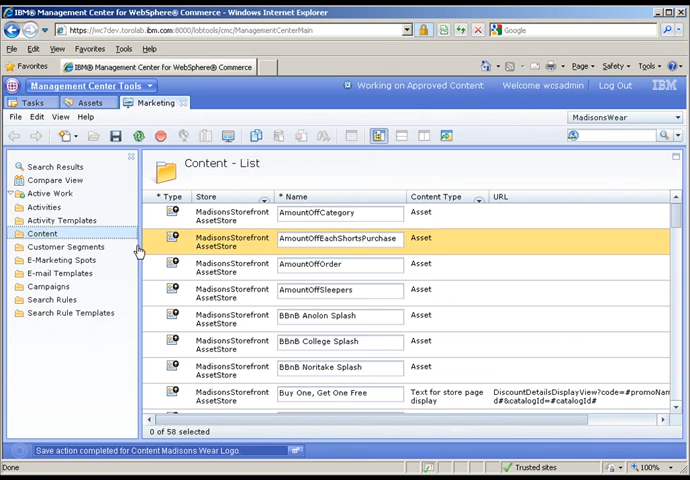 IBM® Management Center for WebSphere® Commerce - Windows Internet Explorer
https://wc7dev.torolab.ibm.com:8000/lobtools/cmc/ManagementCenterMain
Google
File Edit View Favorites Tools Help
Favorites
IBM® Management Center for WebSphere® Commerce
Page Safety Tools
Management Center Tools
Working on Approved Content
Welcome wcsadmin
Log Out
IBM
Tasks
Assets
Marketing
File Edit View Help
MadisonsWear
Search Results
Compare View
Active Work
Activities
Activity Templates
Content
Customer Segments
E-Marketing Spots
E-mail Templates
Campaigns
Search Rules
Search Rule Templates
Content - List
* Type Store * Name Content Type URL
MadisonsStorefront AmountOffCategory Asset
AssetStore
MadisonsStorefront AmountOffEachShortsPurchase Asset
AssetStore
MadisonsStorefront AmountOffOrder Asset
AssetStore
MadisonsStorefront AmountOffSleepers Asset
AssetStore
MadisonsStorefront BBnB Anolon Splash Asset
AssetStore
MadisonsStorefront BBnB College Splash Asset
AssetStore
MadisonsStorefront BBnB Noritake Splash Asset
AssetStore
MadisonsStorefront Buy One, Get One Free Text for store page DiscountDetailsDisplayView?code=#promoNam
AssetStore display d#&catalogId=#catalogId#
0 of 58 selected
Save action completed for Content Madisons Wear Logo.
Done
Trusted sites
100%